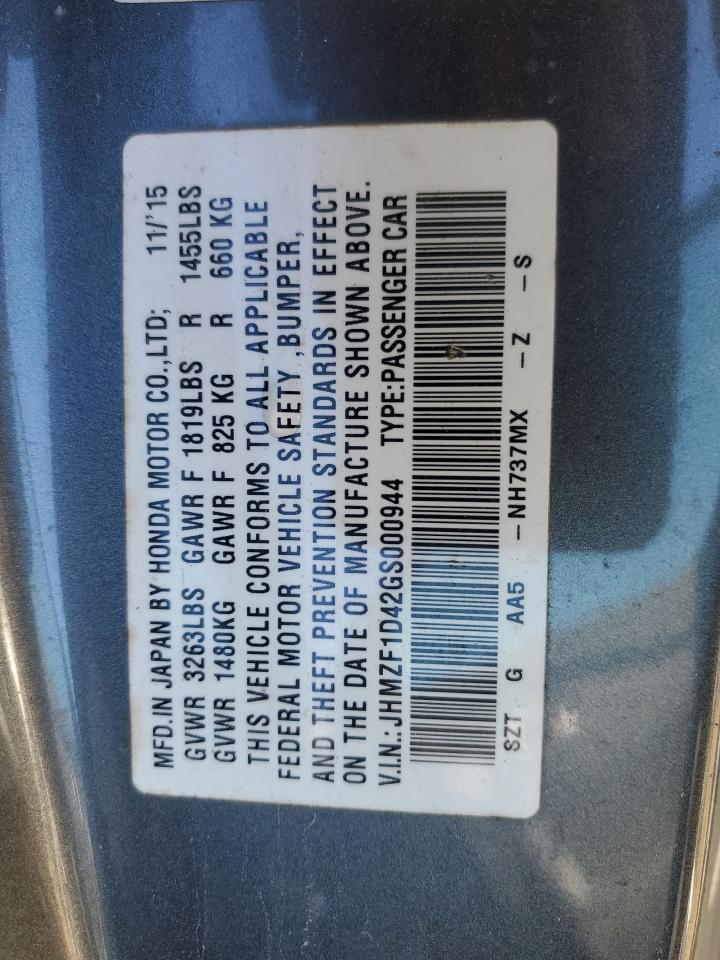 MFD.IN JAPAN BY HONDA MOTOR CO.,LTD; 11/'15
GVWR 3263LBS GAWR F 1819LBS R 1455LBS
GVWR 1480KG GAWR F 825 KG R 660 KG
THIS VEHICLE CONFORMS TO ALL APPLICABLE
FEDERAL MOTOR VEHICLE SAFETY ,BUMPER,
AND THEFT PREVENTION STANDARDS IN EFFECT
ON THE DATE OF MANUFACTURE SHOWN ABOVE.
V.I.N.: JHMZF1D42GS000944 TYPE:PASSENGER CAR
SZT G AA5 -NH737MX -Z -S